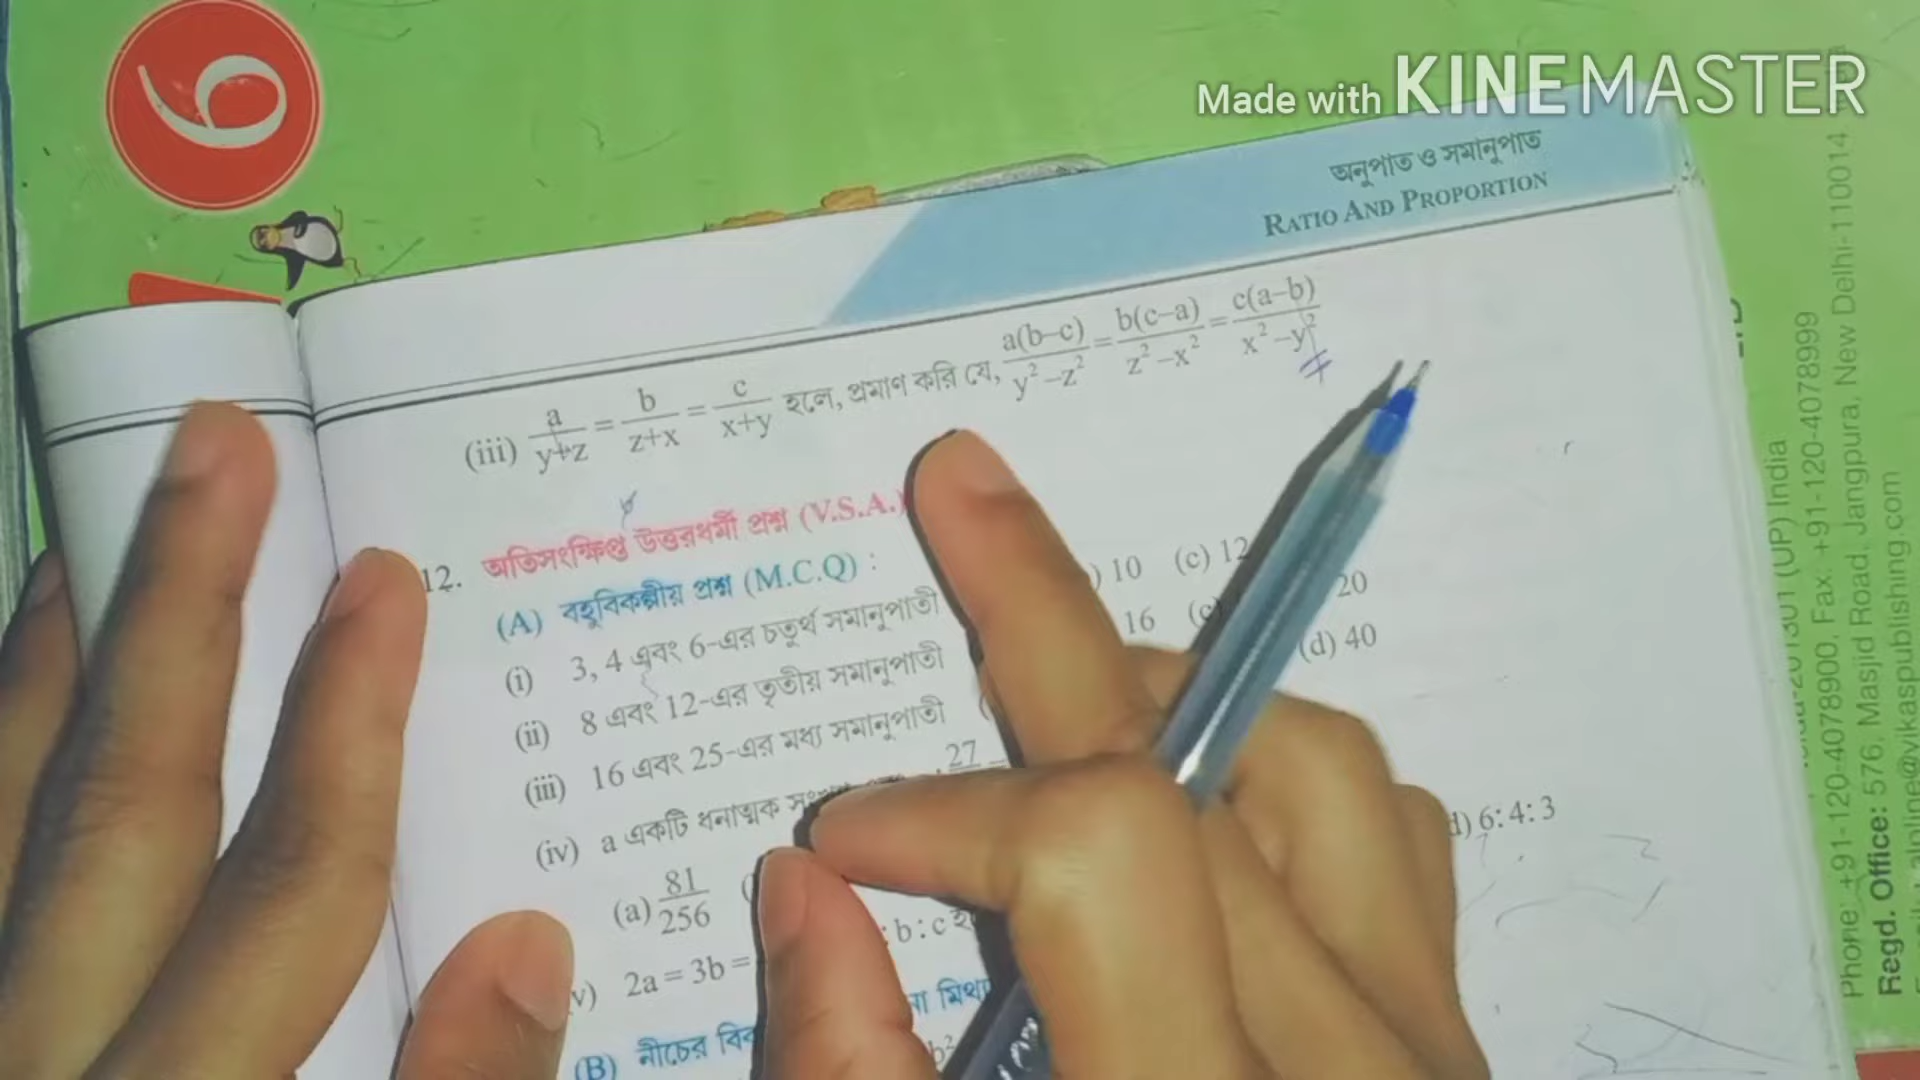 Made with KINEMASTER
অনুপাত ও সমানুপাত
RATIO AND PROPORTION
(iii) a/y+z = b/z+x = c/x+y হলে, প্রমাণ করি যে, a(b–c)/y²–z² = b(c–a)/z²–x² = c(a–b)/x²–y²
12. অতিসংক্ষিপ্ত উত্তরধর্মী প্রশ্ন (V.S.A.)
(A) বহুবিকল্পীয় প্রশ্ন (M.C.Q) :
(i) 3, 4 এবং 6-এর চতুর্থ সমানুপাতী ) 10 (c) 12 20
(ii) 8 এবং 12-এর তৃতীয় সমানুপাতী 16 (c) (d) 40
(iii) 16 এবং 25-এর মধ্য সমানুপাতী (
(iv) a একটি ধনাত্মক 27
(a) 81/256 ( d) 6:4:3
v) 2a = 3b = : b : c
(B) নীচের
b²
Phone: +91-120-4078900, Fax: +91-120-4078999
Regd. Office: 576, Masjid Road, Jangpura, New Delhi-110014
(UP) India
@vikaspublishing.com